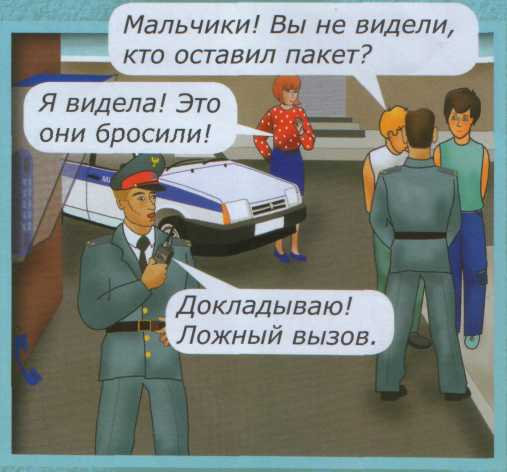 Мальчики! Вы не видели,
кто оставил пакет?
Я видела! Это
они бросили!
Докладываю!
Ложный вызов.